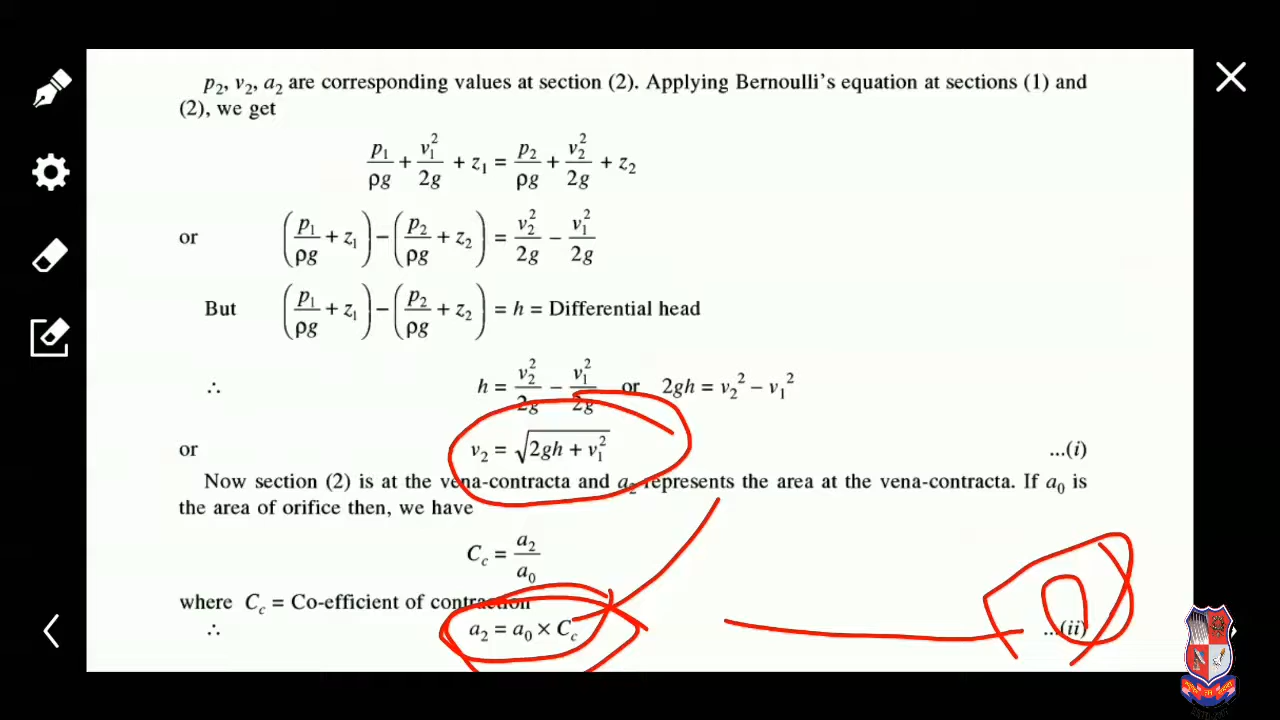 p₂, v₂, a₂ are corresponding values at section (2). Applying Bernoulli's equation at sections (1) and
(2), we get
p₁/ρg + v₁²/2g + z₁ = p₂/ρg + v₂²/2g + z₂
or (p₁/ρg + z₁) − (p₂/ρg + z₂) = v₂²/2g − v₁²/2g
But (p₁/ρg + z₁) − (p₂/ρg + z₂) = h = Differential head
∴ h = v₂²/2g − v₁²/2g or 2gh = v₂² − v₁²
or v₂ = √(2gh + v₁²) ...(i)
Now section (2) is at the vena-contracta and a₂ represents the area at the vena-contracta. If a₀ is
the area of orifice then, we have
C_c = a₂/a₀
where C_c = Co-efficient of contraction
∴ a₂ = a₀ × C_c ...(ii)